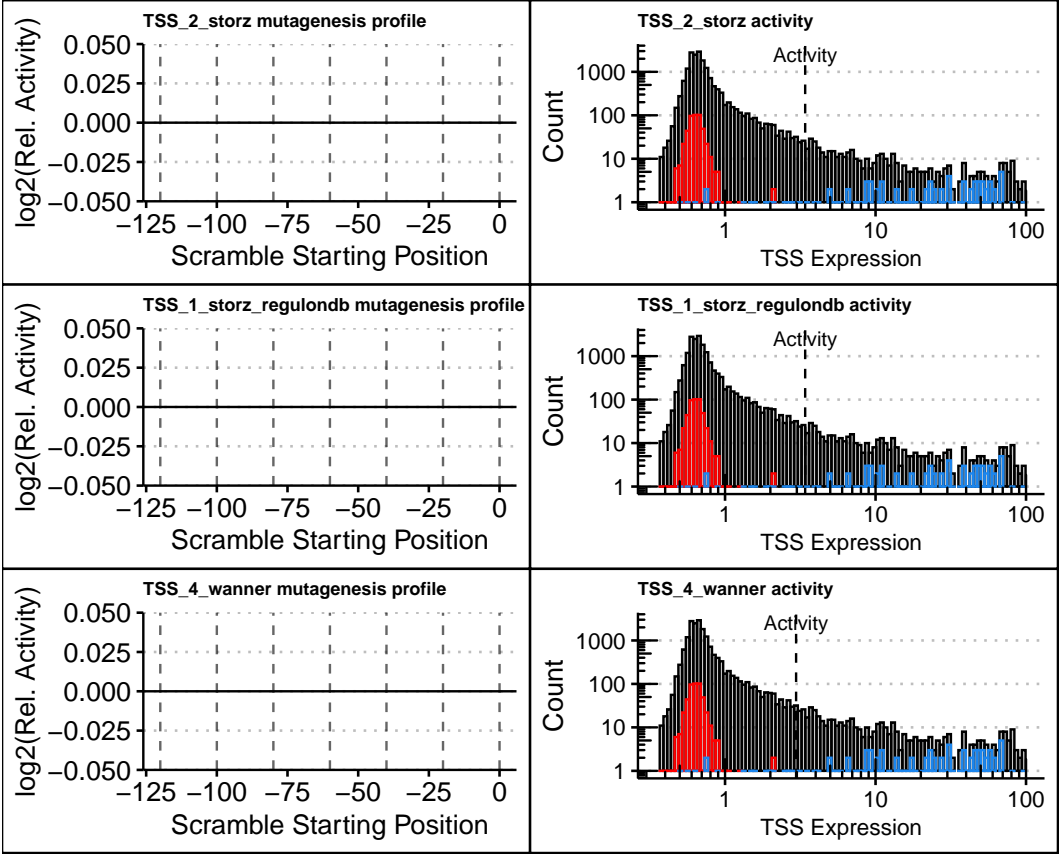 TSS_2_storz mutagenesis profile
log2(Rel. Activity)
0.050
0.025
0.000
−0.025
−0.050
−125 −100 −75 −50 −25 0
Scramble Starting Position
TSS_2_storz activity
Activity
Count
1000
100
10
1
1 10 100
TSS Expression
TSS_1_storz_regulondb mutagenesis profile
log2(Rel. Activity)
0.050
0.025
0.000
−0.025
−0.050
−125 −100 −75 −50 −25 0
Scramble Starting Position
TSS_1_storz_regulondb activity
Activity
Count
1000
100
10
1
1 10 100
TSS Expression
TSS_4_wanner mutagenesis profile
log2(Rel. Activity)
0.050
0.025
0.000
−0.025
−0.050
−125 −100 −75 −50 −25 0
Scramble Starting Position
TSS_4_wanner activity
Activity
Count
1000
100
10
1
1 10 100
TSS Expression